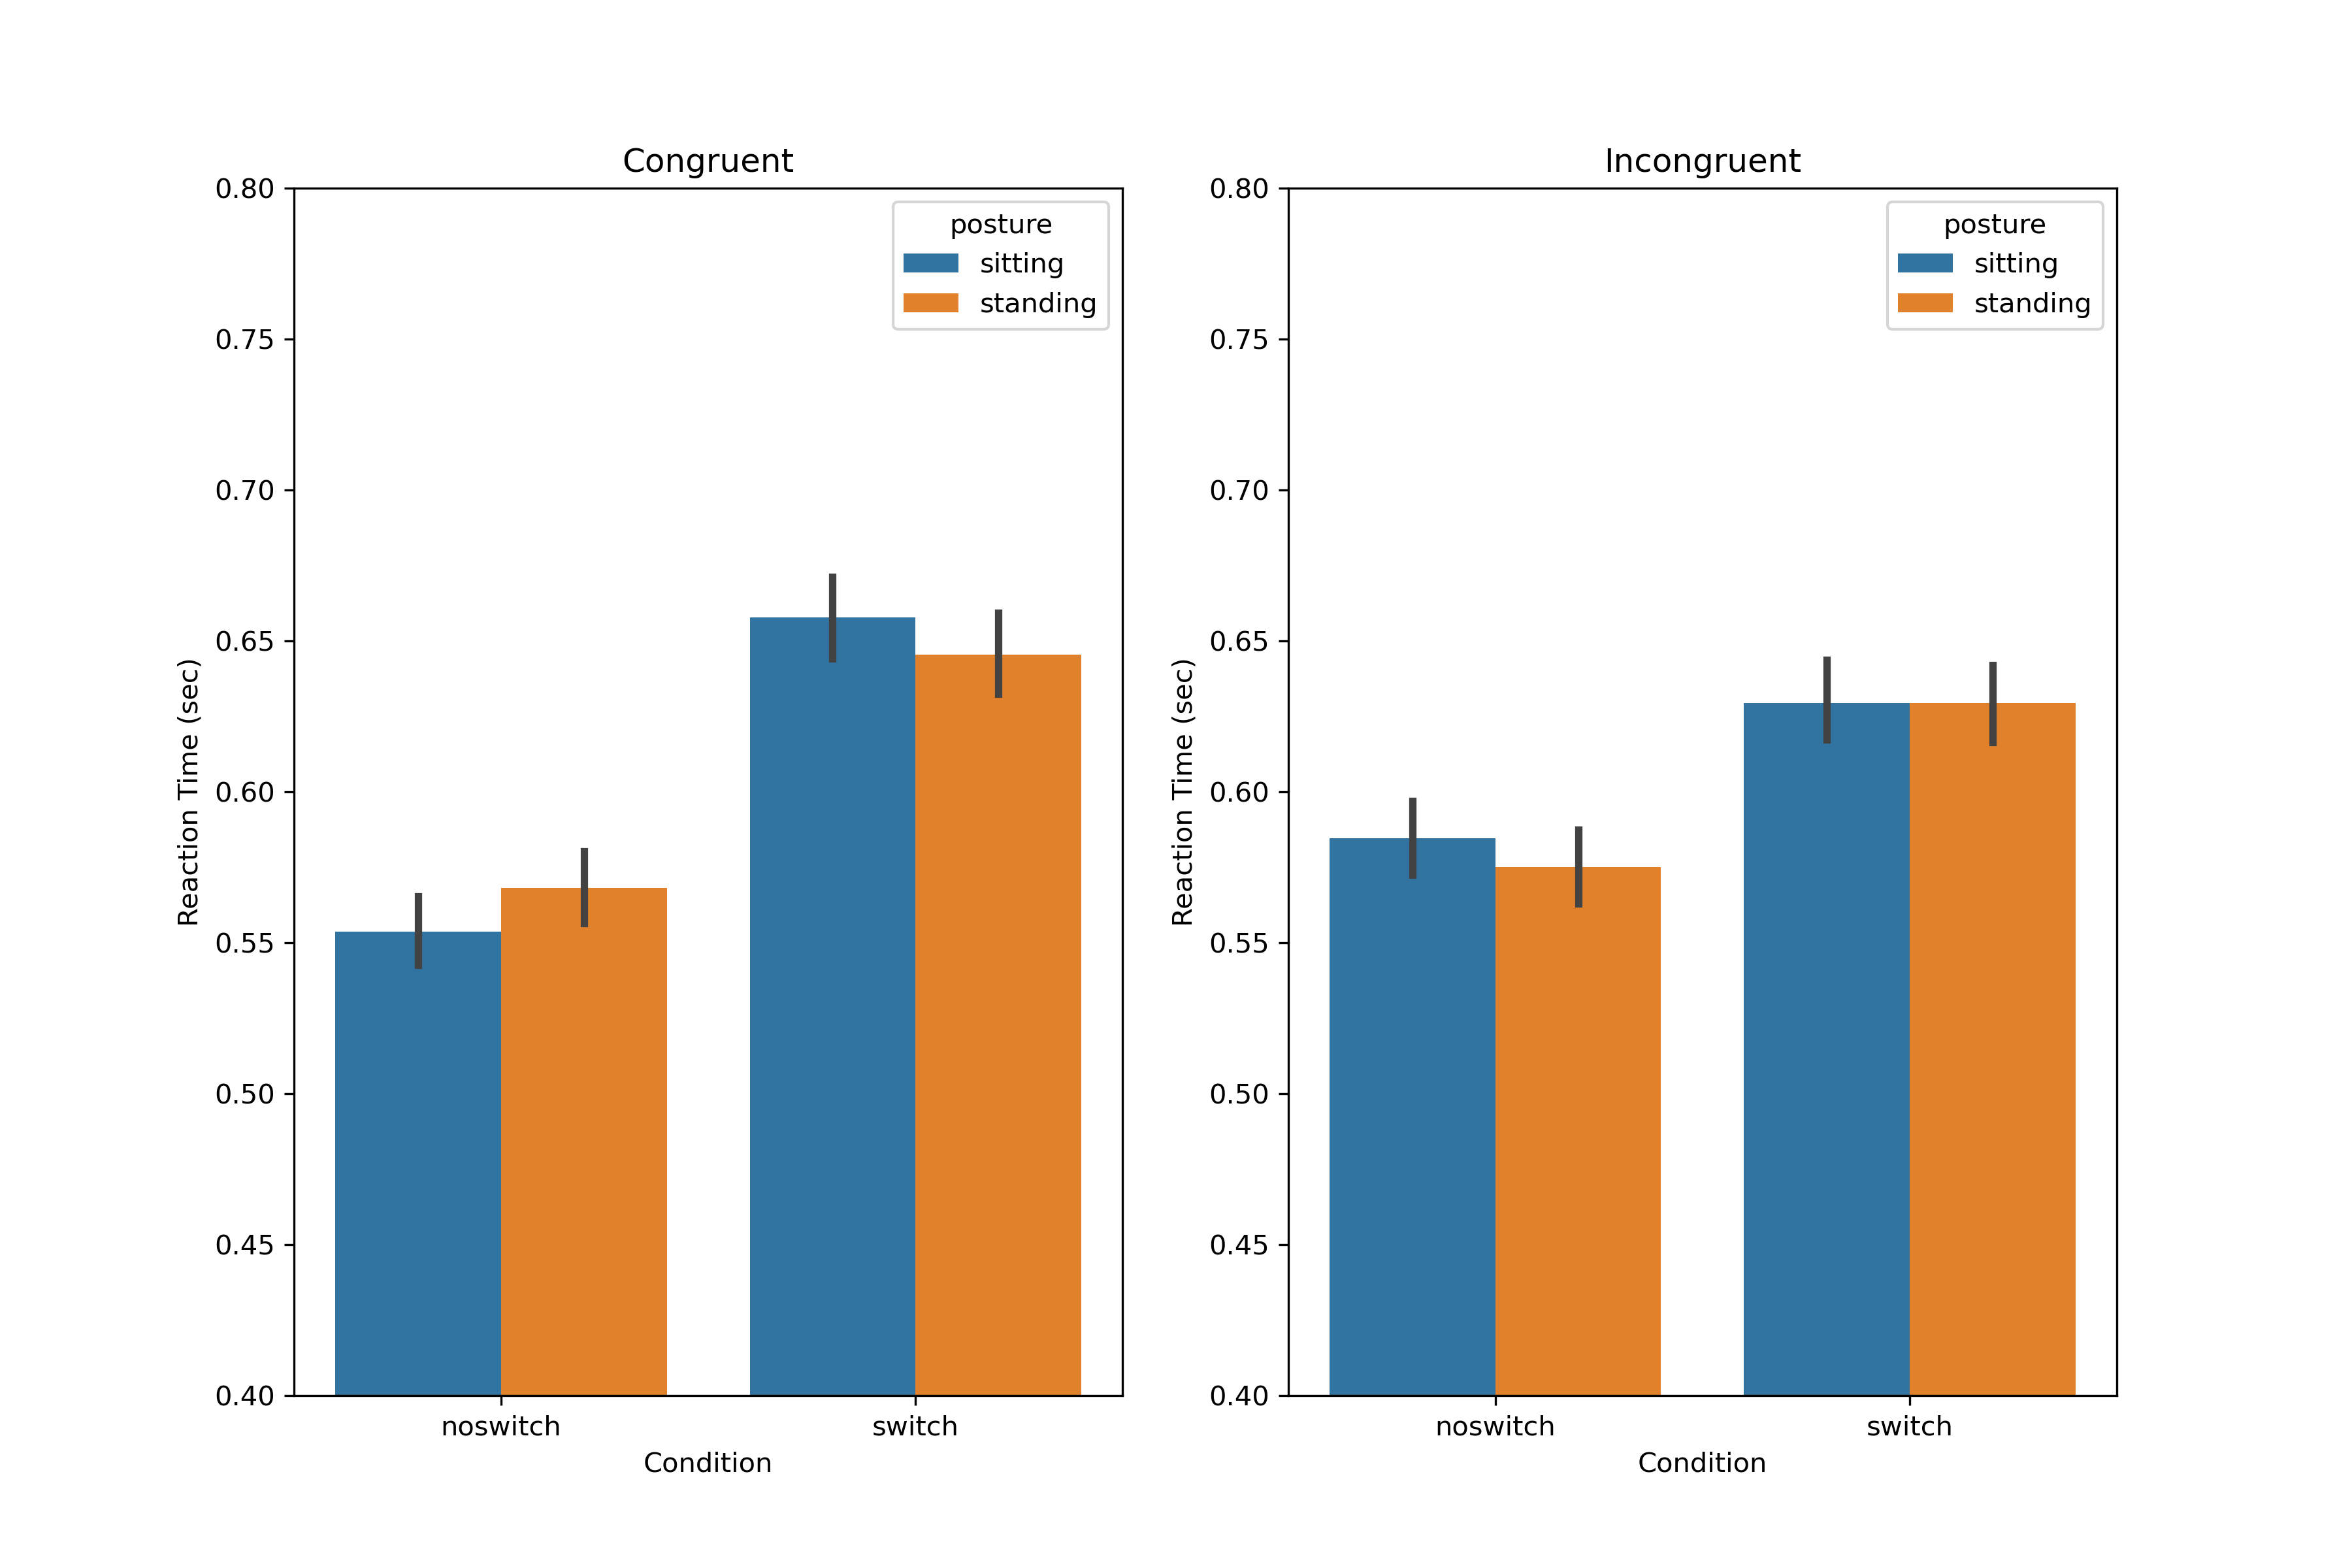 Congruent
0.80
0.75
0.70
0.65
0.60
0.55
0.50
0.45
0.40
Reaction Time (sec)
posture
sitting
standing
noswitch switch
Condition
Incongruent
0.80
0.75
0.70
0.65
0.60
0.55
0.50
0.45
0.40
Reaction Time (sec)
posture
sitting
standing
noswitch switch
Condition